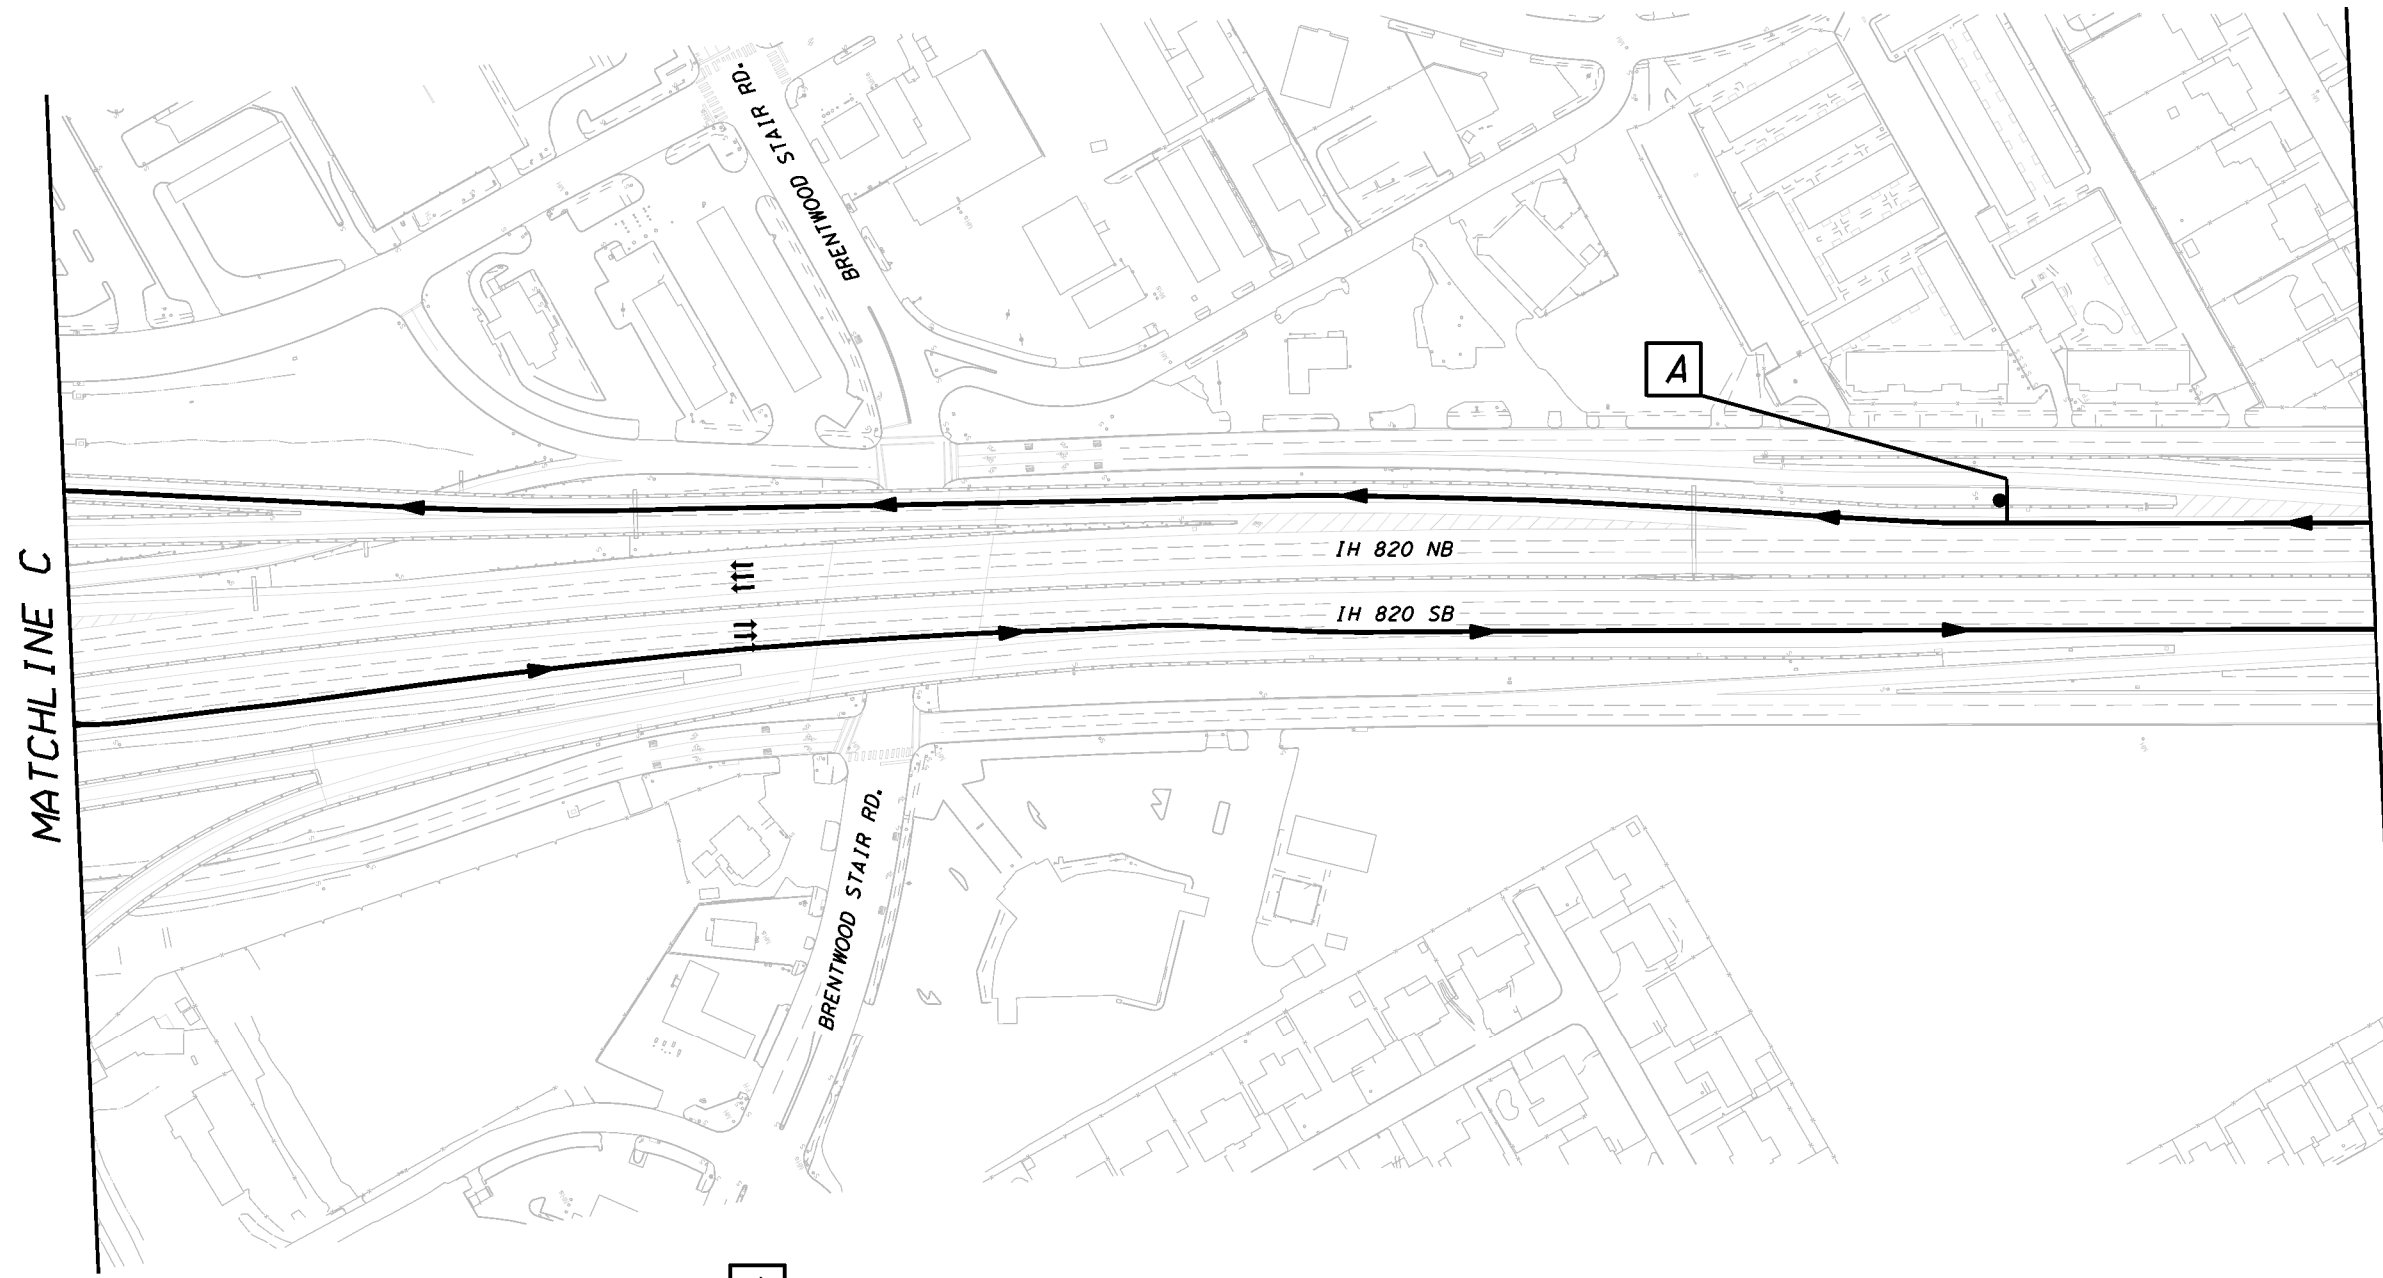 BRENTWOOD STAIR RD.
A
IH 820 NB
IH 820 SB
MATCHLINE C
BRENTWOOD STAIR RD.